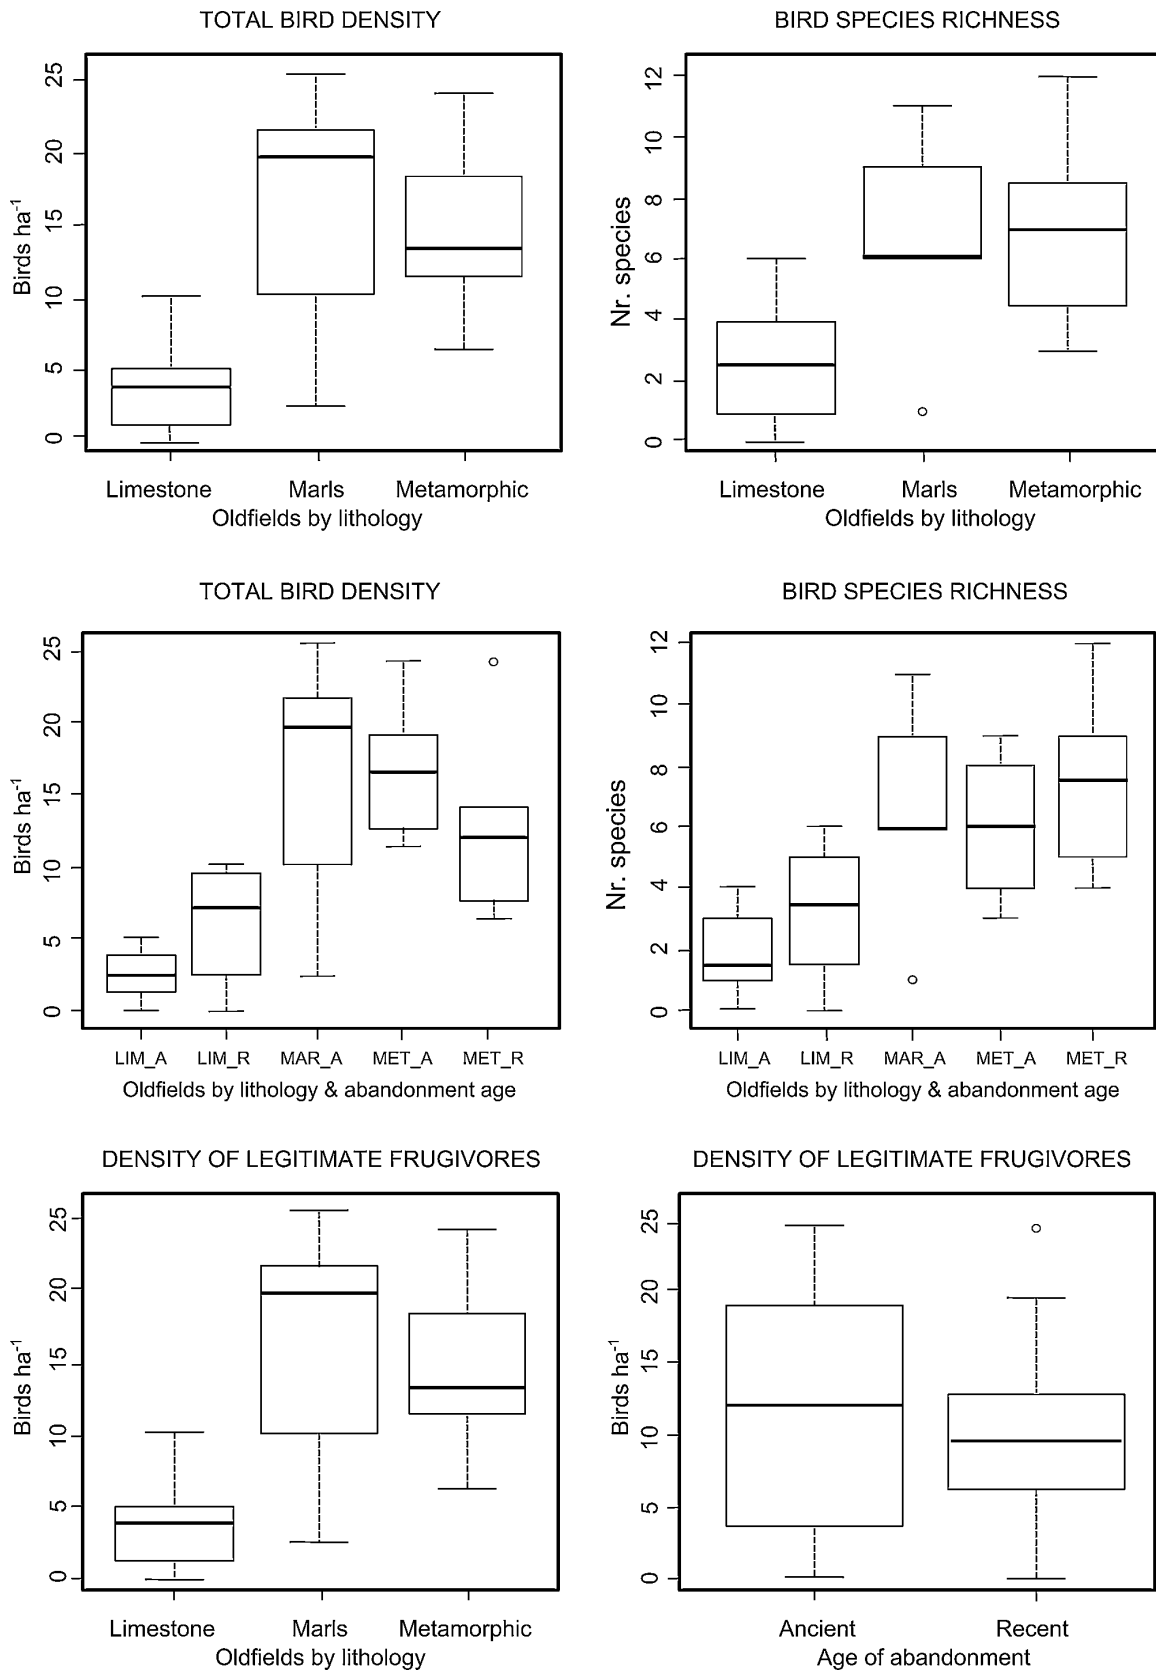 TOTAL BIRD DENSITY
Birds ha⁻¹
25
20
15
10
5
0
Limestone Marls Metamorphic
Oldfields by lithology
BIRD SPECIES RICHNESS
Nr. species
12
10
8
6
4
2
0
Limestone Marls Metamorphic
Oldfields by lithology
TOTAL BIRD DENSITY
Birds ha⁻¹
25
20
15
10
5
0
LIM_A LIM_R MAR_A MET_A MET_R
Oldfields by lithology & abandonment age
BIRD SPECIES RICHNESS
Nr. species
12
10
8
6
4
2
0
LIM_A LIM_R MAR_A MET_A MET_R
Oldfields by lithology & abandonment age
DENSITY OF LEGITIMATE FRUGIVORES
Birds ha⁻¹
25
20
15
10
5
0
Limestone Marls Metamorphic
Oldfields by lithology
DENSITY OF LEGITIMATE FRUGIVORES
Birds ha⁻¹
25
20
15
10
5
0
Ancient Recent
Age of abandonment